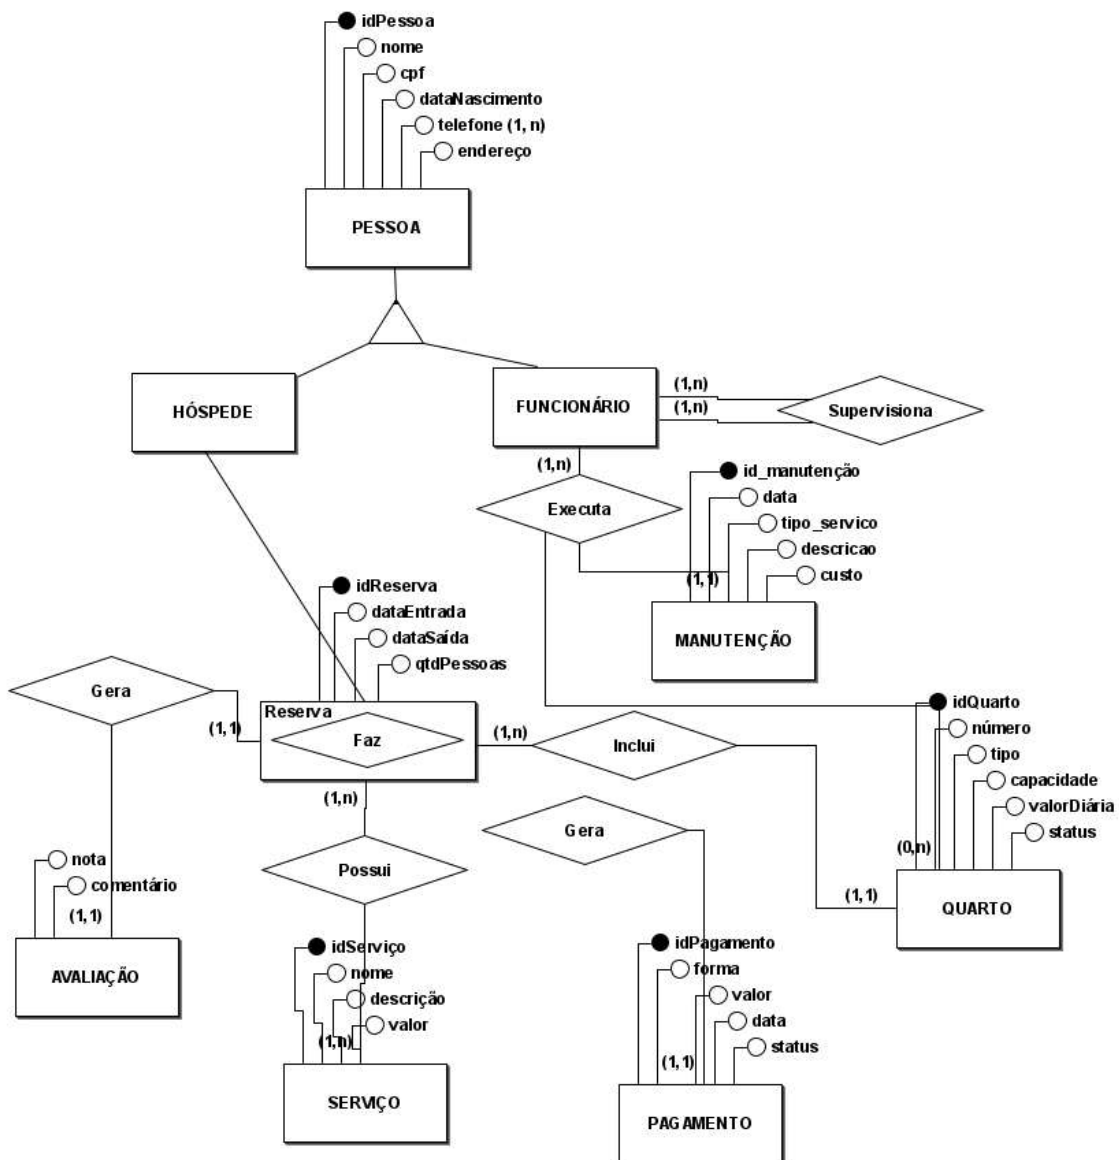 idPessoa
nome
cpf
dataNascimento
telefone (1, n)
endereço
PESSOA
HÓSPEDE
FUNCIONÁRIO
(1,n)
(1,n)
Supervisiona
(1,n)
Executa
id_manutenção
data
tipo_servico
descricao
custo
(1,1)
MANUTENÇÃO
idReserva
dataEntrada
dataSaída
qtdPessoas
Reserva
Faz
Gera
(1,1)
(1,n)
Inclui
idQuarto
número
tipo
capacidade
valorDiária
status
(0,n)
(1,1)
QUARTO
(1,n)
Possui
Gera
nota
comentário
(1,1)
AVALIAÇÃO
idServiço
nome
descrição
valor
(1,n)
SERVIÇO
idPagamento
forma
valor
data
status
(1,1)
PAGAMENTO